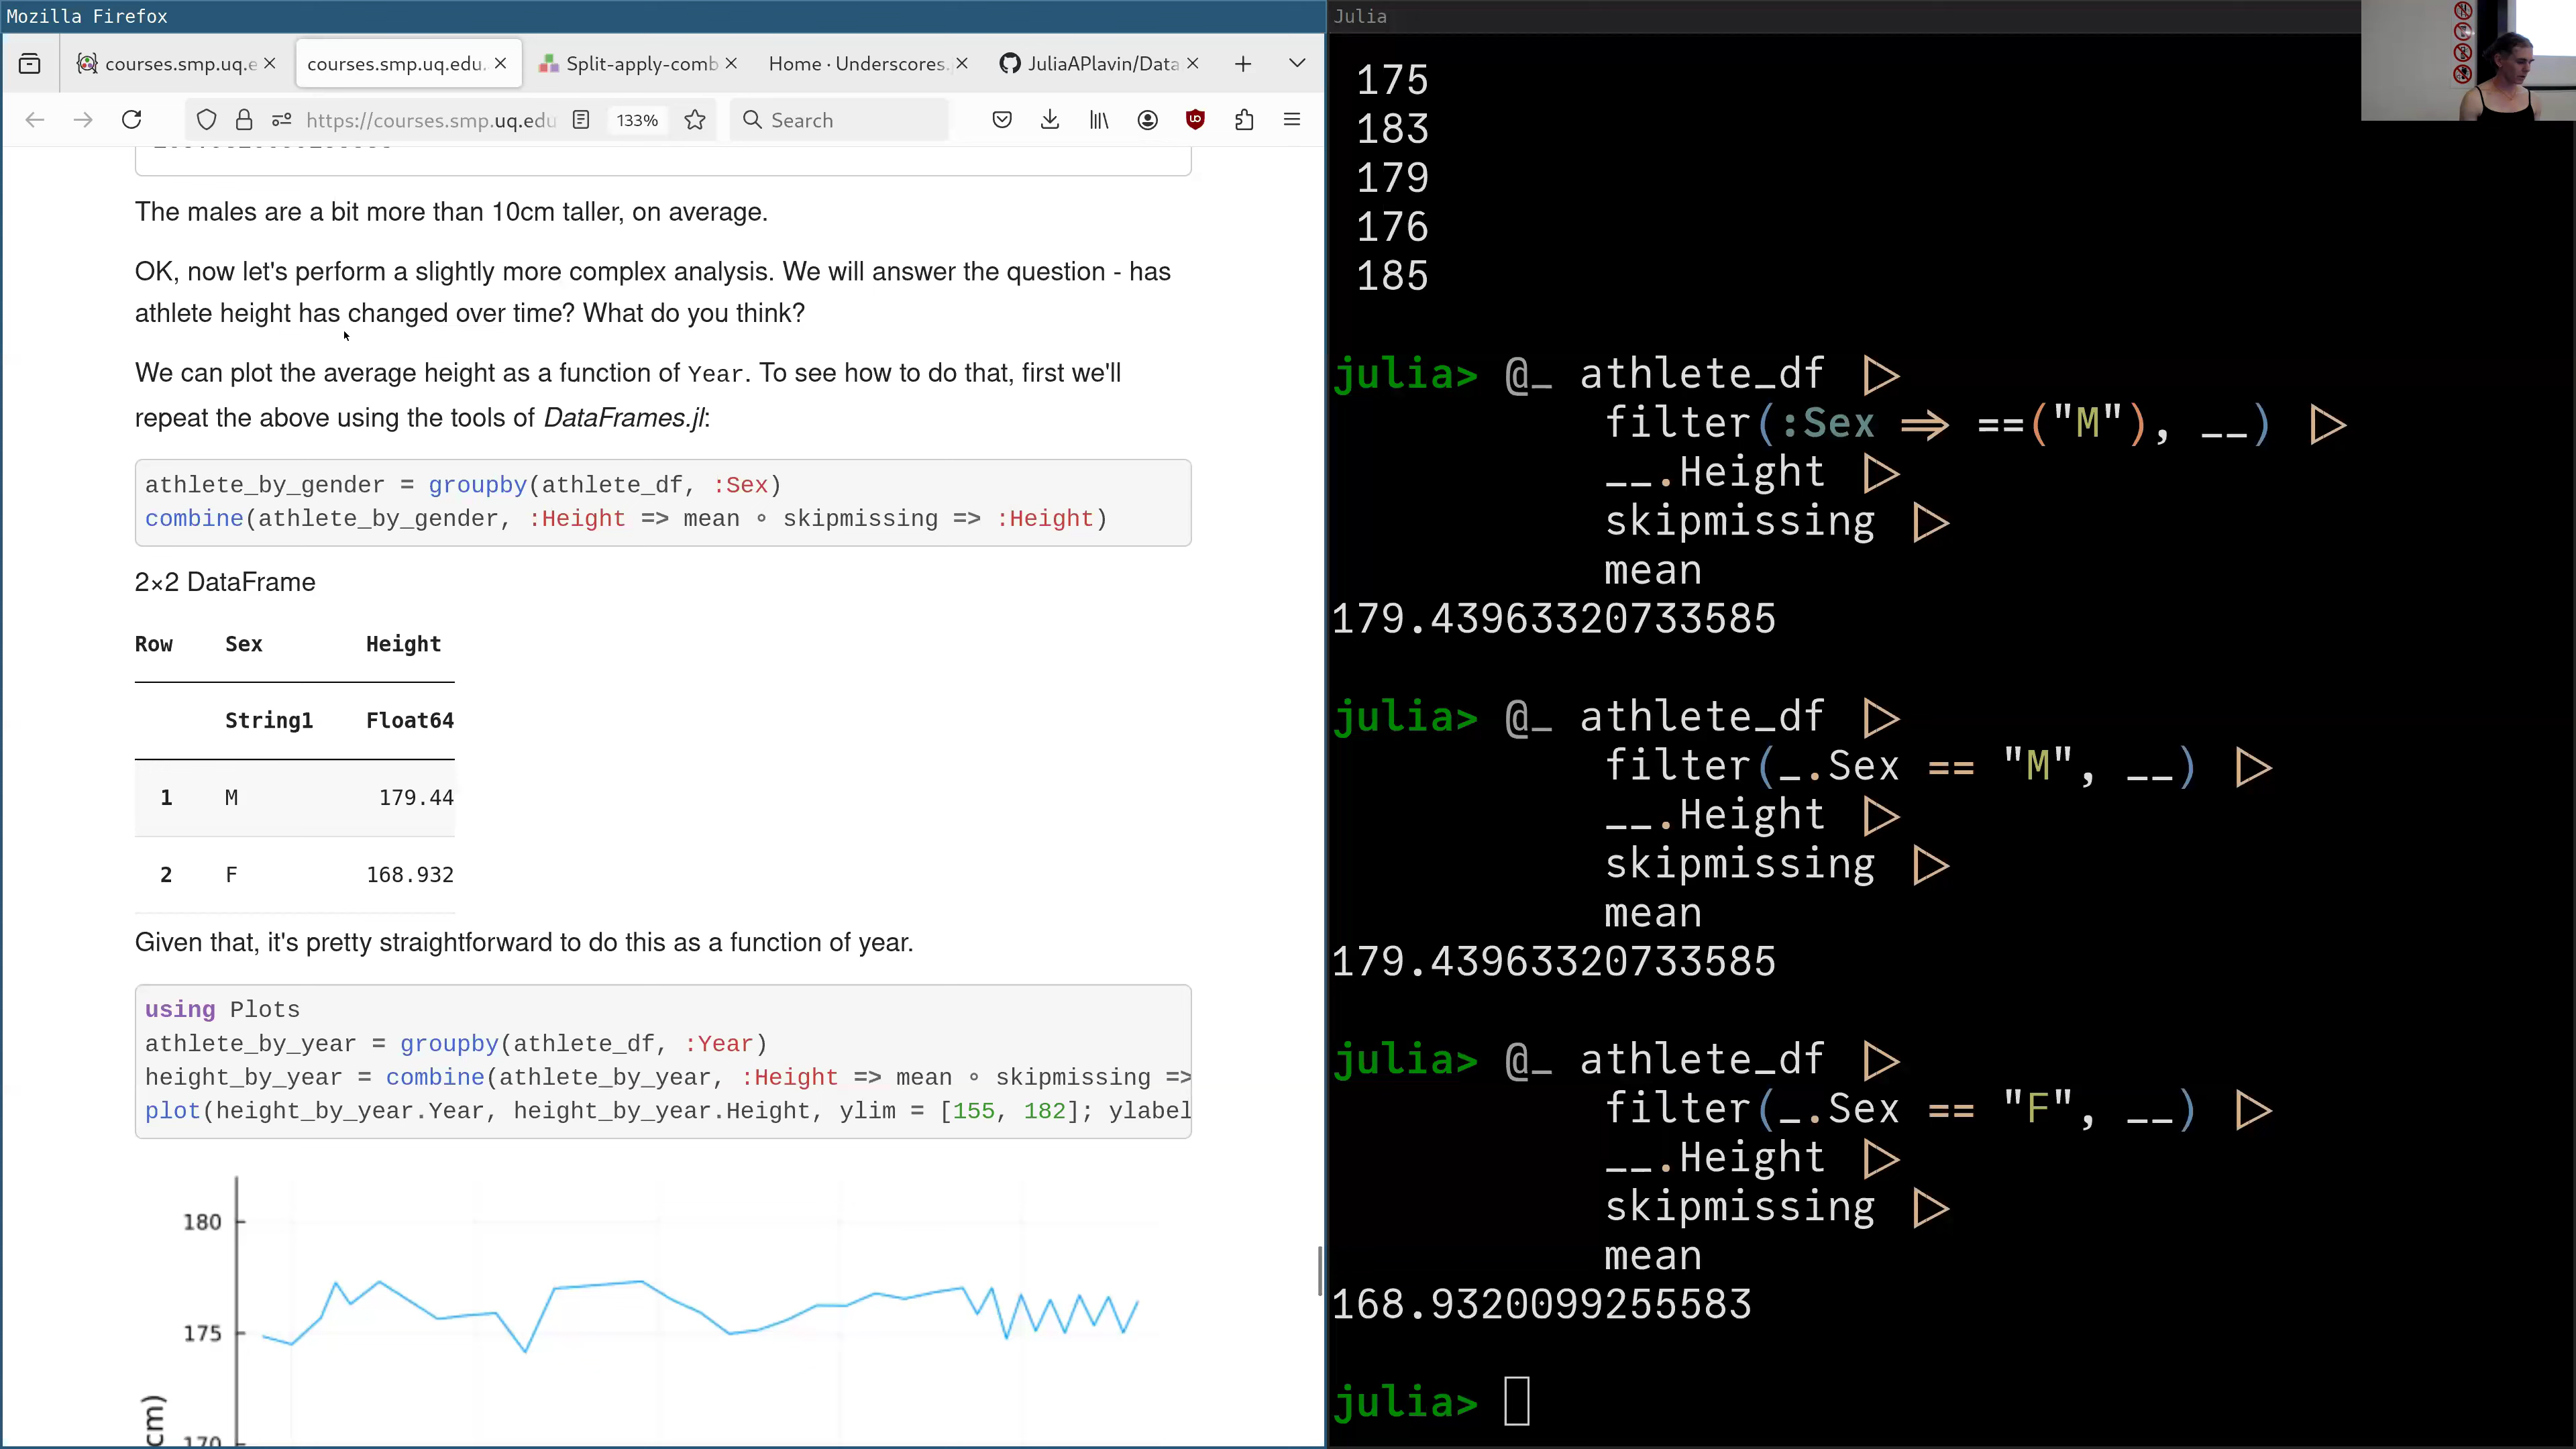 Mozilla Firefox
courses.smp.uq.e
courses.smp.uq.edu.
Split-apply-comb
Home · Underscores.
JuliaAPlavin/Data
https://courses.smp.uq.edu
133%
Search
The males are a bit more than 10cm taller, on average.
OK, now let's perform a slightly more complex analysis. We will answer the question - has
athlete height has changed over time? What do you think?
We can plot the average height as a function of Year. To see how to do that, first we'll
repeat the above using the tools of DataFrames.jl:
athlete_by_gender = groupby(athlete_df, :Sex)
combine(athlete_by_gender, :Height => mean ∘ skipmissing => :Height)
2×2 DataFrame
Row Sex Height
String1 Float64
1 M 179.44
2 F 168.932
Given that, it's pretty straightforward to do this as a function of year.
using Plots
athlete_by_year = groupby(athlete_df, :Year)
height_by_year = combine(athlete_by_year, :Height => mean ∘ skipmissing =>
plot(height_by_year.Year, height_by_year.Height, ylim = [155, 182]; ylabel
180
175
170
cm)
Julia
175
183
179
176
185
julia> @_ athlete_df |>
filter(:Sex => ==("M"), __) |>
__.Height |>
skipmissing |>
mean
179.43963320733585
julia> @_ athlete_df |>
filter(_.Sex == "M", __) |>
__.Height |>
skipmissing |>
mean
179.43963320733585
julia> @_ athlete_df |>
filter(_.Sex == "F", __) |>
__.Height |>
skipmissing |>
mean
168.9320099255583
julia>